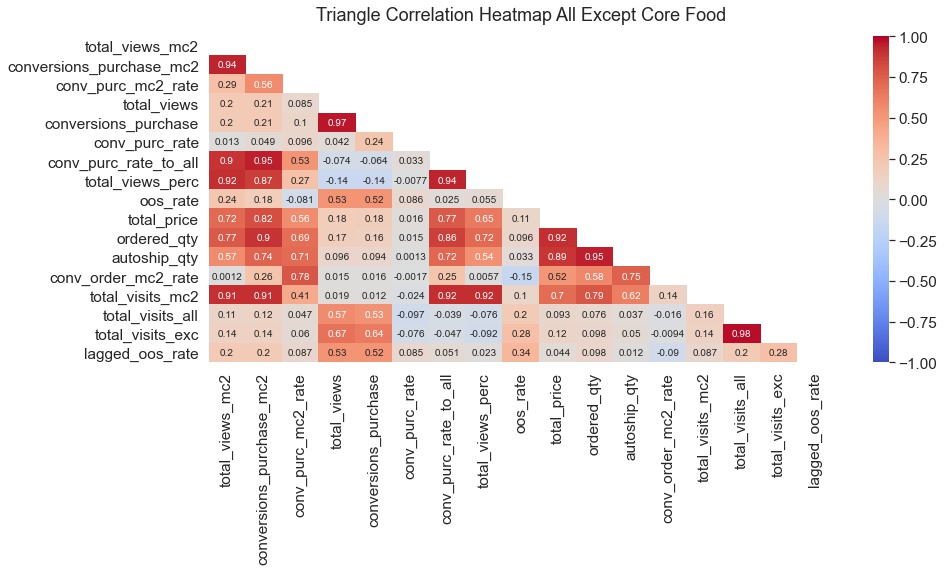 Triangle Correlation Heatmap All Except Core Food
total_views_mc2
conversions_purchase_mc2 0.94
conv_purc_mc2_rate 0.29 0.56
total_views 0.2 0.21 0.085
conversions_purchase 0.2 0.21 0.1 0.97
conv_purc_rate 0.013 0.049 0.096 0.042 0.24
conv_purc_rate_to_all 0.9 0.95 0.53 -0.074 -0.064 0.033
total_views_perc 0.92 0.87 0.27 -0.14 -0.14 -0.0077 0.94
oos_rate 0.24 0.18 -0.081 0.53 0.52 0.086 0.025 0.055
total_price 0.72 0.82 0.56 0.18 0.18 0.016 0.77 0.65 0.11
ordered_qty 0.77 0.9 0.69 0.17 0.16 0.015 0.86 0.72 0.096 0.92
autoship_qty 0.57 0.74 0.71 0.096 0.094 0.0013 0.72 0.54 0.033 0.89 0.95
conv_order_mc2_rate 0.0012 0.26 0.78 0.015 0.016 -0.0017 0.25 0.0057 -0.15 0.52 0.58 0.75
total_visits_mc2 0.91 0.91 0.41 0.019 0.012 -0.024 0.92 0.92 0.1 0.7 0.79 0.62 0.14
total_visits_all 0.11 0.12 0.047 0.57 0.53 -0.097 -0.039 -0.076 0.2 0.093 0.076 0.037 -0.016 0.16
total_visits_exc 0.14 0.14 0.06 0.67 0.64 -0.076 -0.047 -0.092 0.28 0.12 0.098 0.05 -0.0094 0.14 0.98
lagged_oos_rate 0.2 0.2 0.087 0.53 0.52 0.085 0.051 0.023 0.34 0.044 0.098 0.012 -0.09 0.087 0.2 0.28
total_views_mc2
conversions_purchase_mc2
conv_purc_mc2_rate
total_views
conversions_purchase
conv_purc_rate
conv_purc_rate_to_all
total_views_perc
oos_rate
total_price
ordered_qty
autoship_qty
conv_order_mc2_rate
total_visits_mc2
total_visits_all
total_visits_exc
lagged_oos_rate
1.00
0.75
0.50
0.25
0.00
−0.25
−0.50
−0.75
−1.00